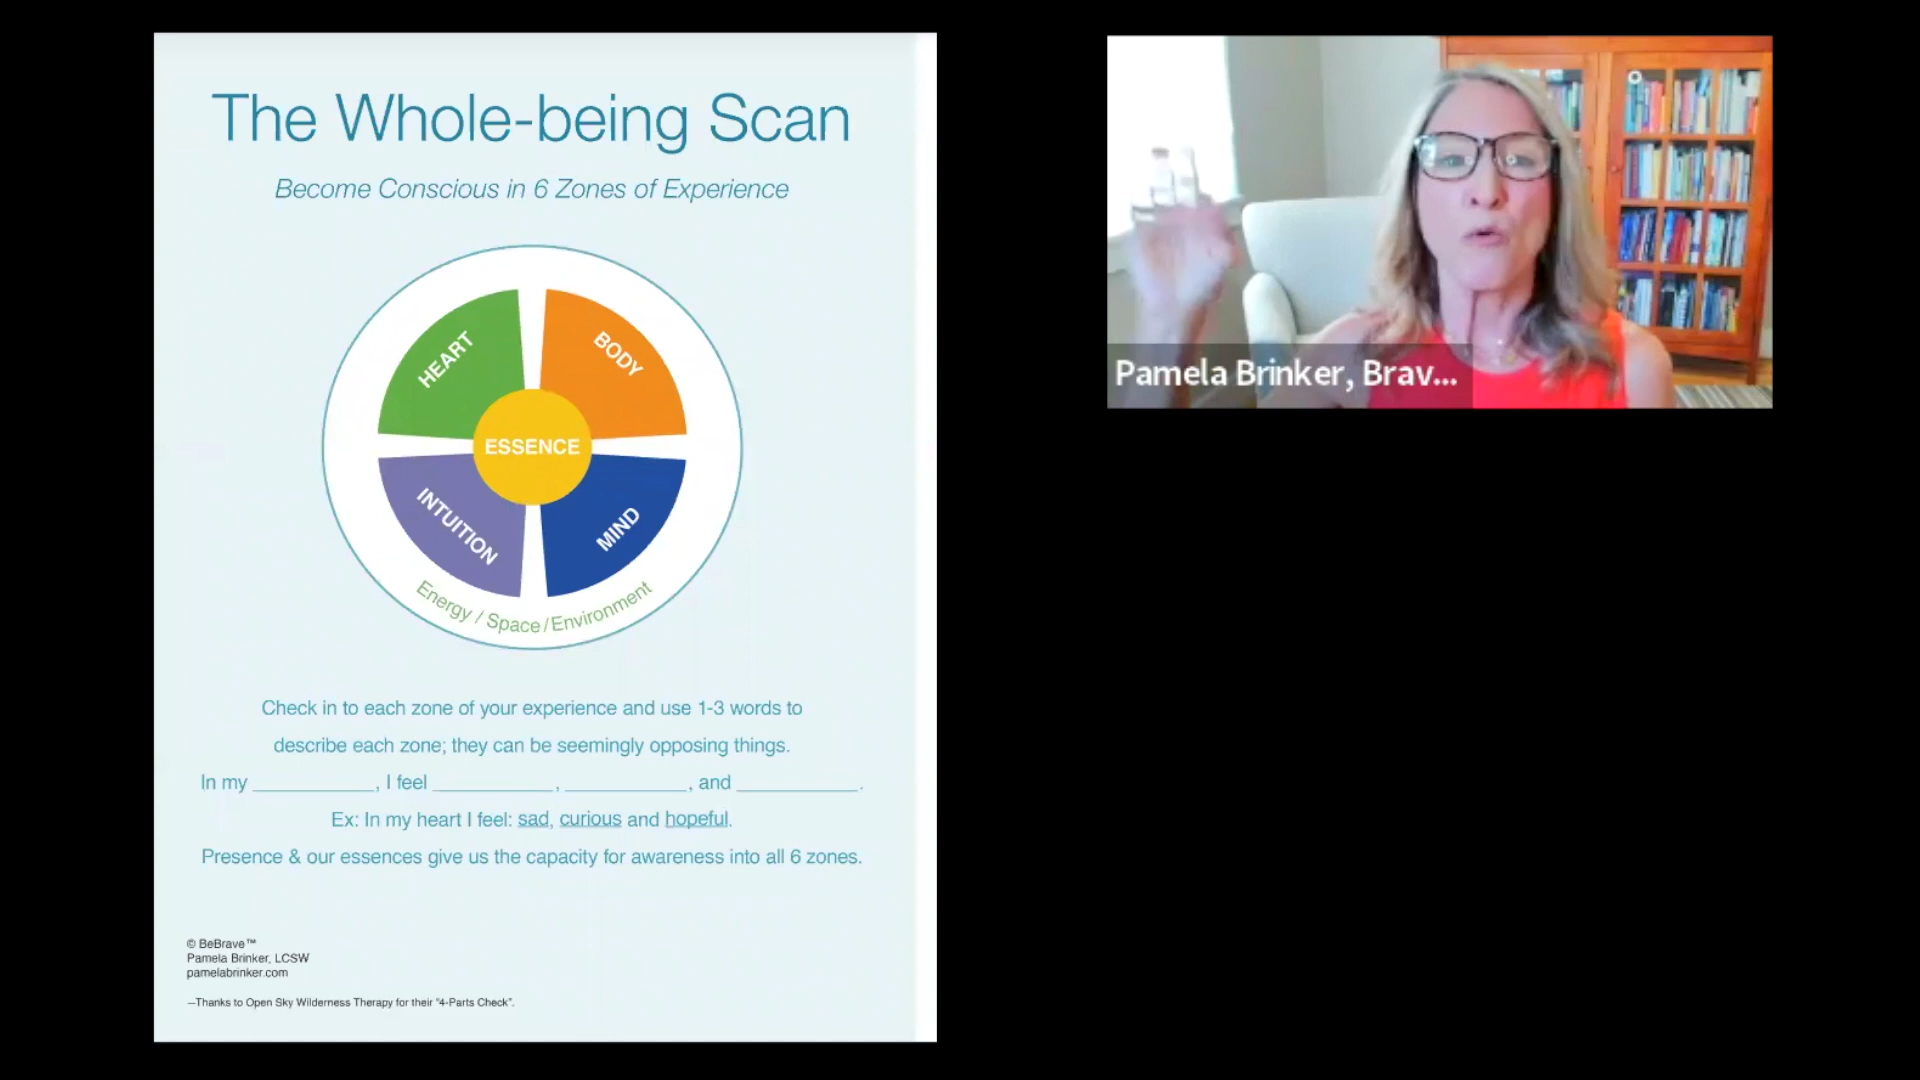 The Whole-being Scan
Become Conscious in 6 Zones of Experience
HEART
BODY
ESSENCE
INTUITION
MIND
Energy / Space / Environment
Check in to each zone of your experience and use 1-3 words to
describe each zone; they can be seemingly opposing things.
In my ___________, I feel ___________, ___________, and ___________.
Ex: In my heart I feel: sad, curious and hopeful.
Presence & our essences give us the capacity for awareness into all 6 zones.
© BeBrave™
Pamela Brinker, LCSW
pamelabrinker.com
—Thanks to Open Sky Wilderness Therapy for their "4-Parts Check".
Pamela Brinker, Brav...